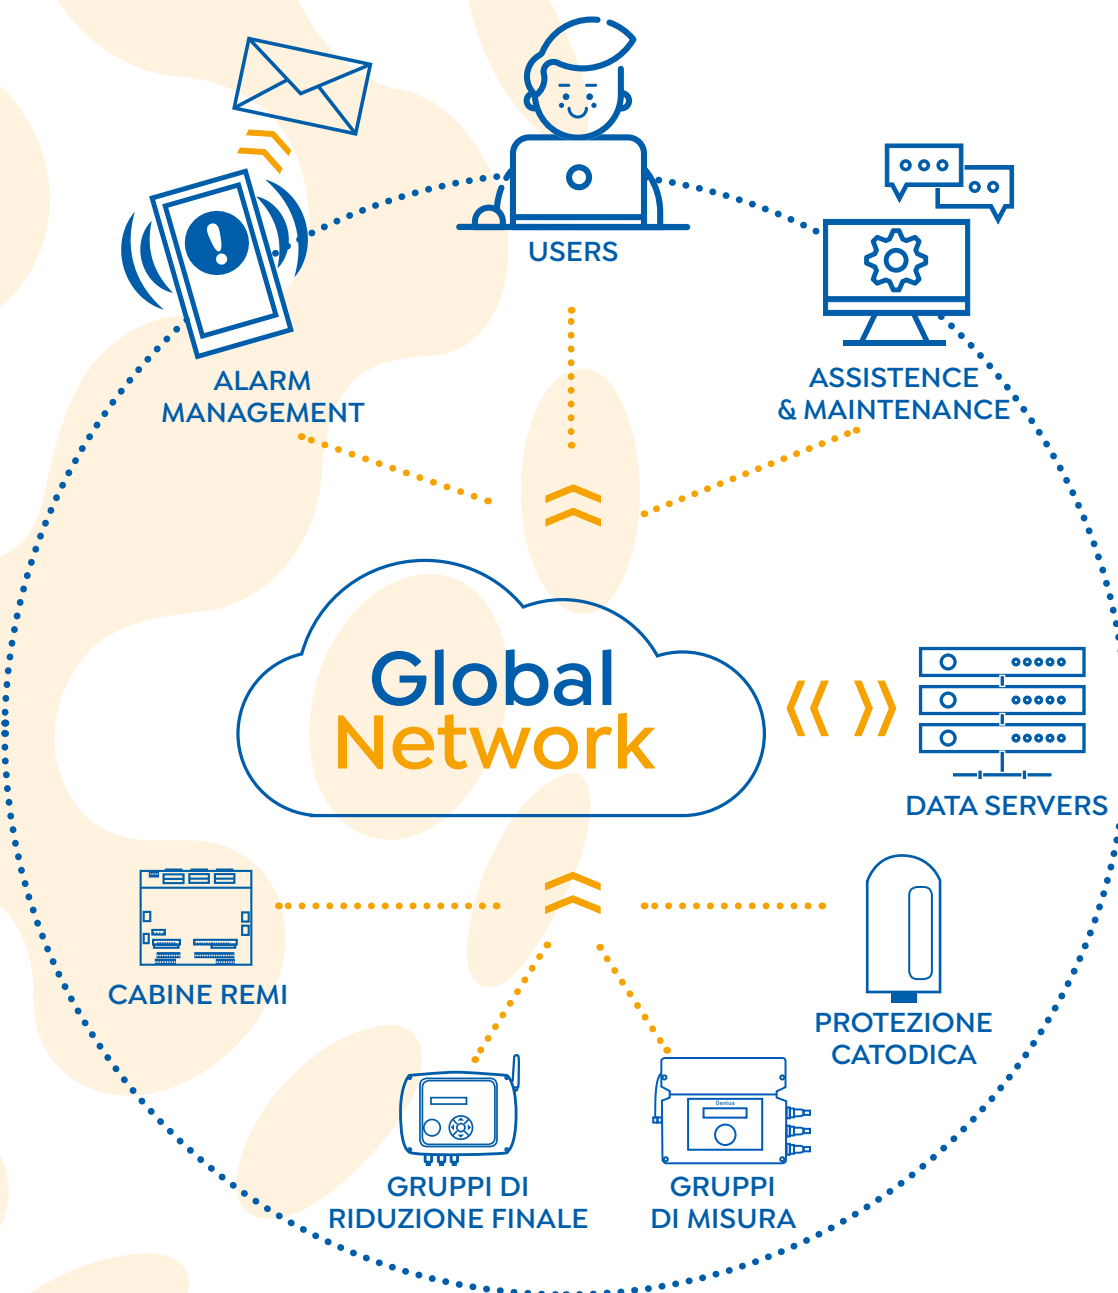 USERS
ALARM
MANAGEMENT
ASSISTENCE
& MAINTENANCE
Global
Network
DATA SERVERS
CABINE REMI
PROTEZIONE
CATODICA
Genius
GRUPPI DI
RIDUZIONE FINALE
GRUPPI
DI MISURA